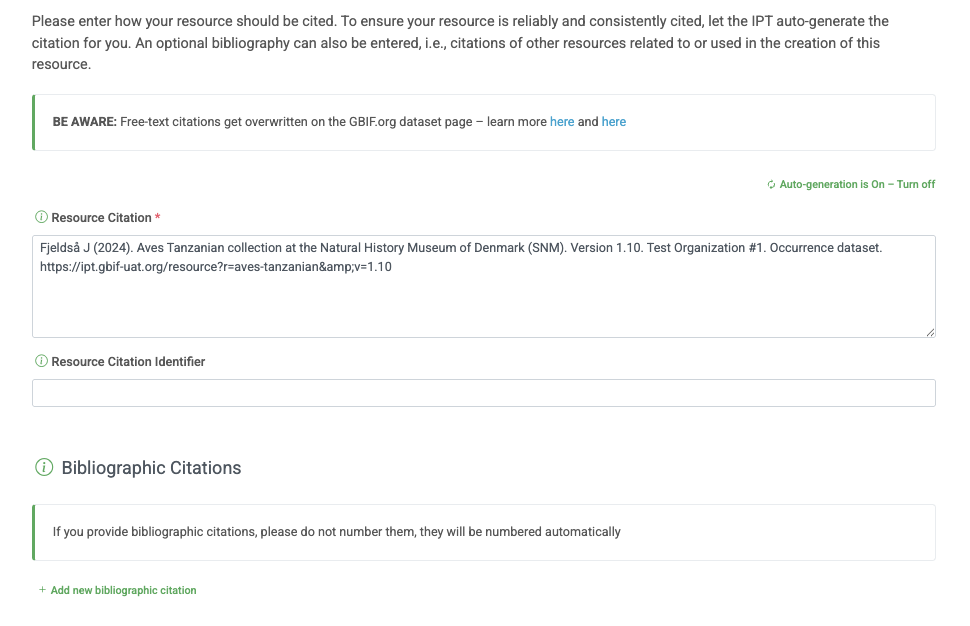 Please enter how your resource should be cited. To ensure your resource is reliably and consistently cited, let the IPT auto-generate the
citation for you. An optional bibliography can also be entered, i.e., citations of other resources related to or used in the creation of this
resource.
BE AWARE: Free-text citations get overwritten on the GBIF.org dataset page – learn more here and here
Auto-generation is On – Turn off
Resource Citation *
Fjeldså J (2024). Aves Tanzanian collection at the Natural History Museum of Denmark (SNM). Version 1.10. Test Organization #1. Occurrence dataset.
https://ipt.gbif-uat.org/resource?r=aves-tanzanian&amp;v=1.10
Resource Citation Identifier
Bibliographic Citations
If you provide bibliographic citations, please do not number them, they will be numbered automatically
+ Add new bibliographic citation